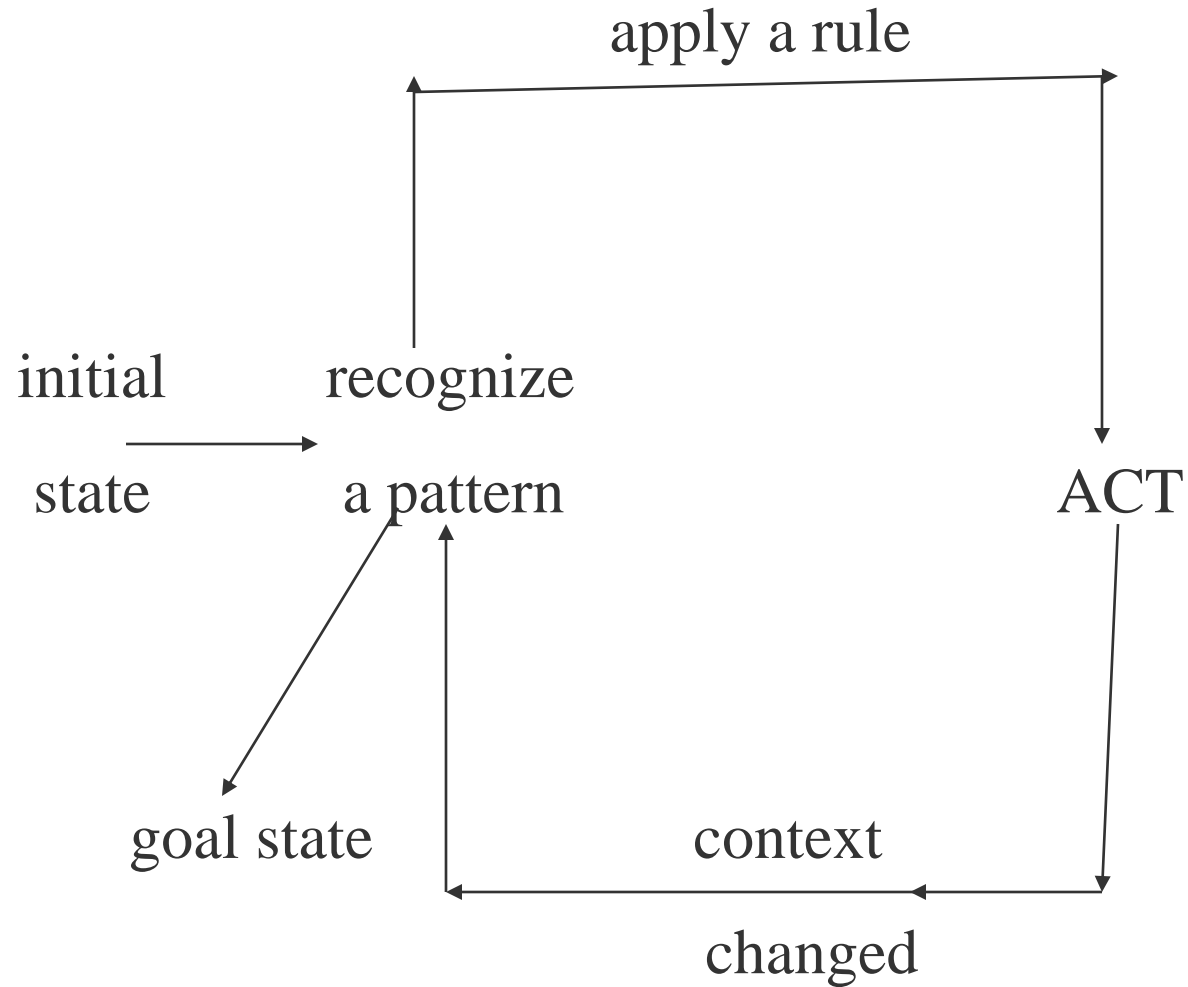 apply a rule
initial
state
recognize
a pattern
ACT
goal state
context
changed